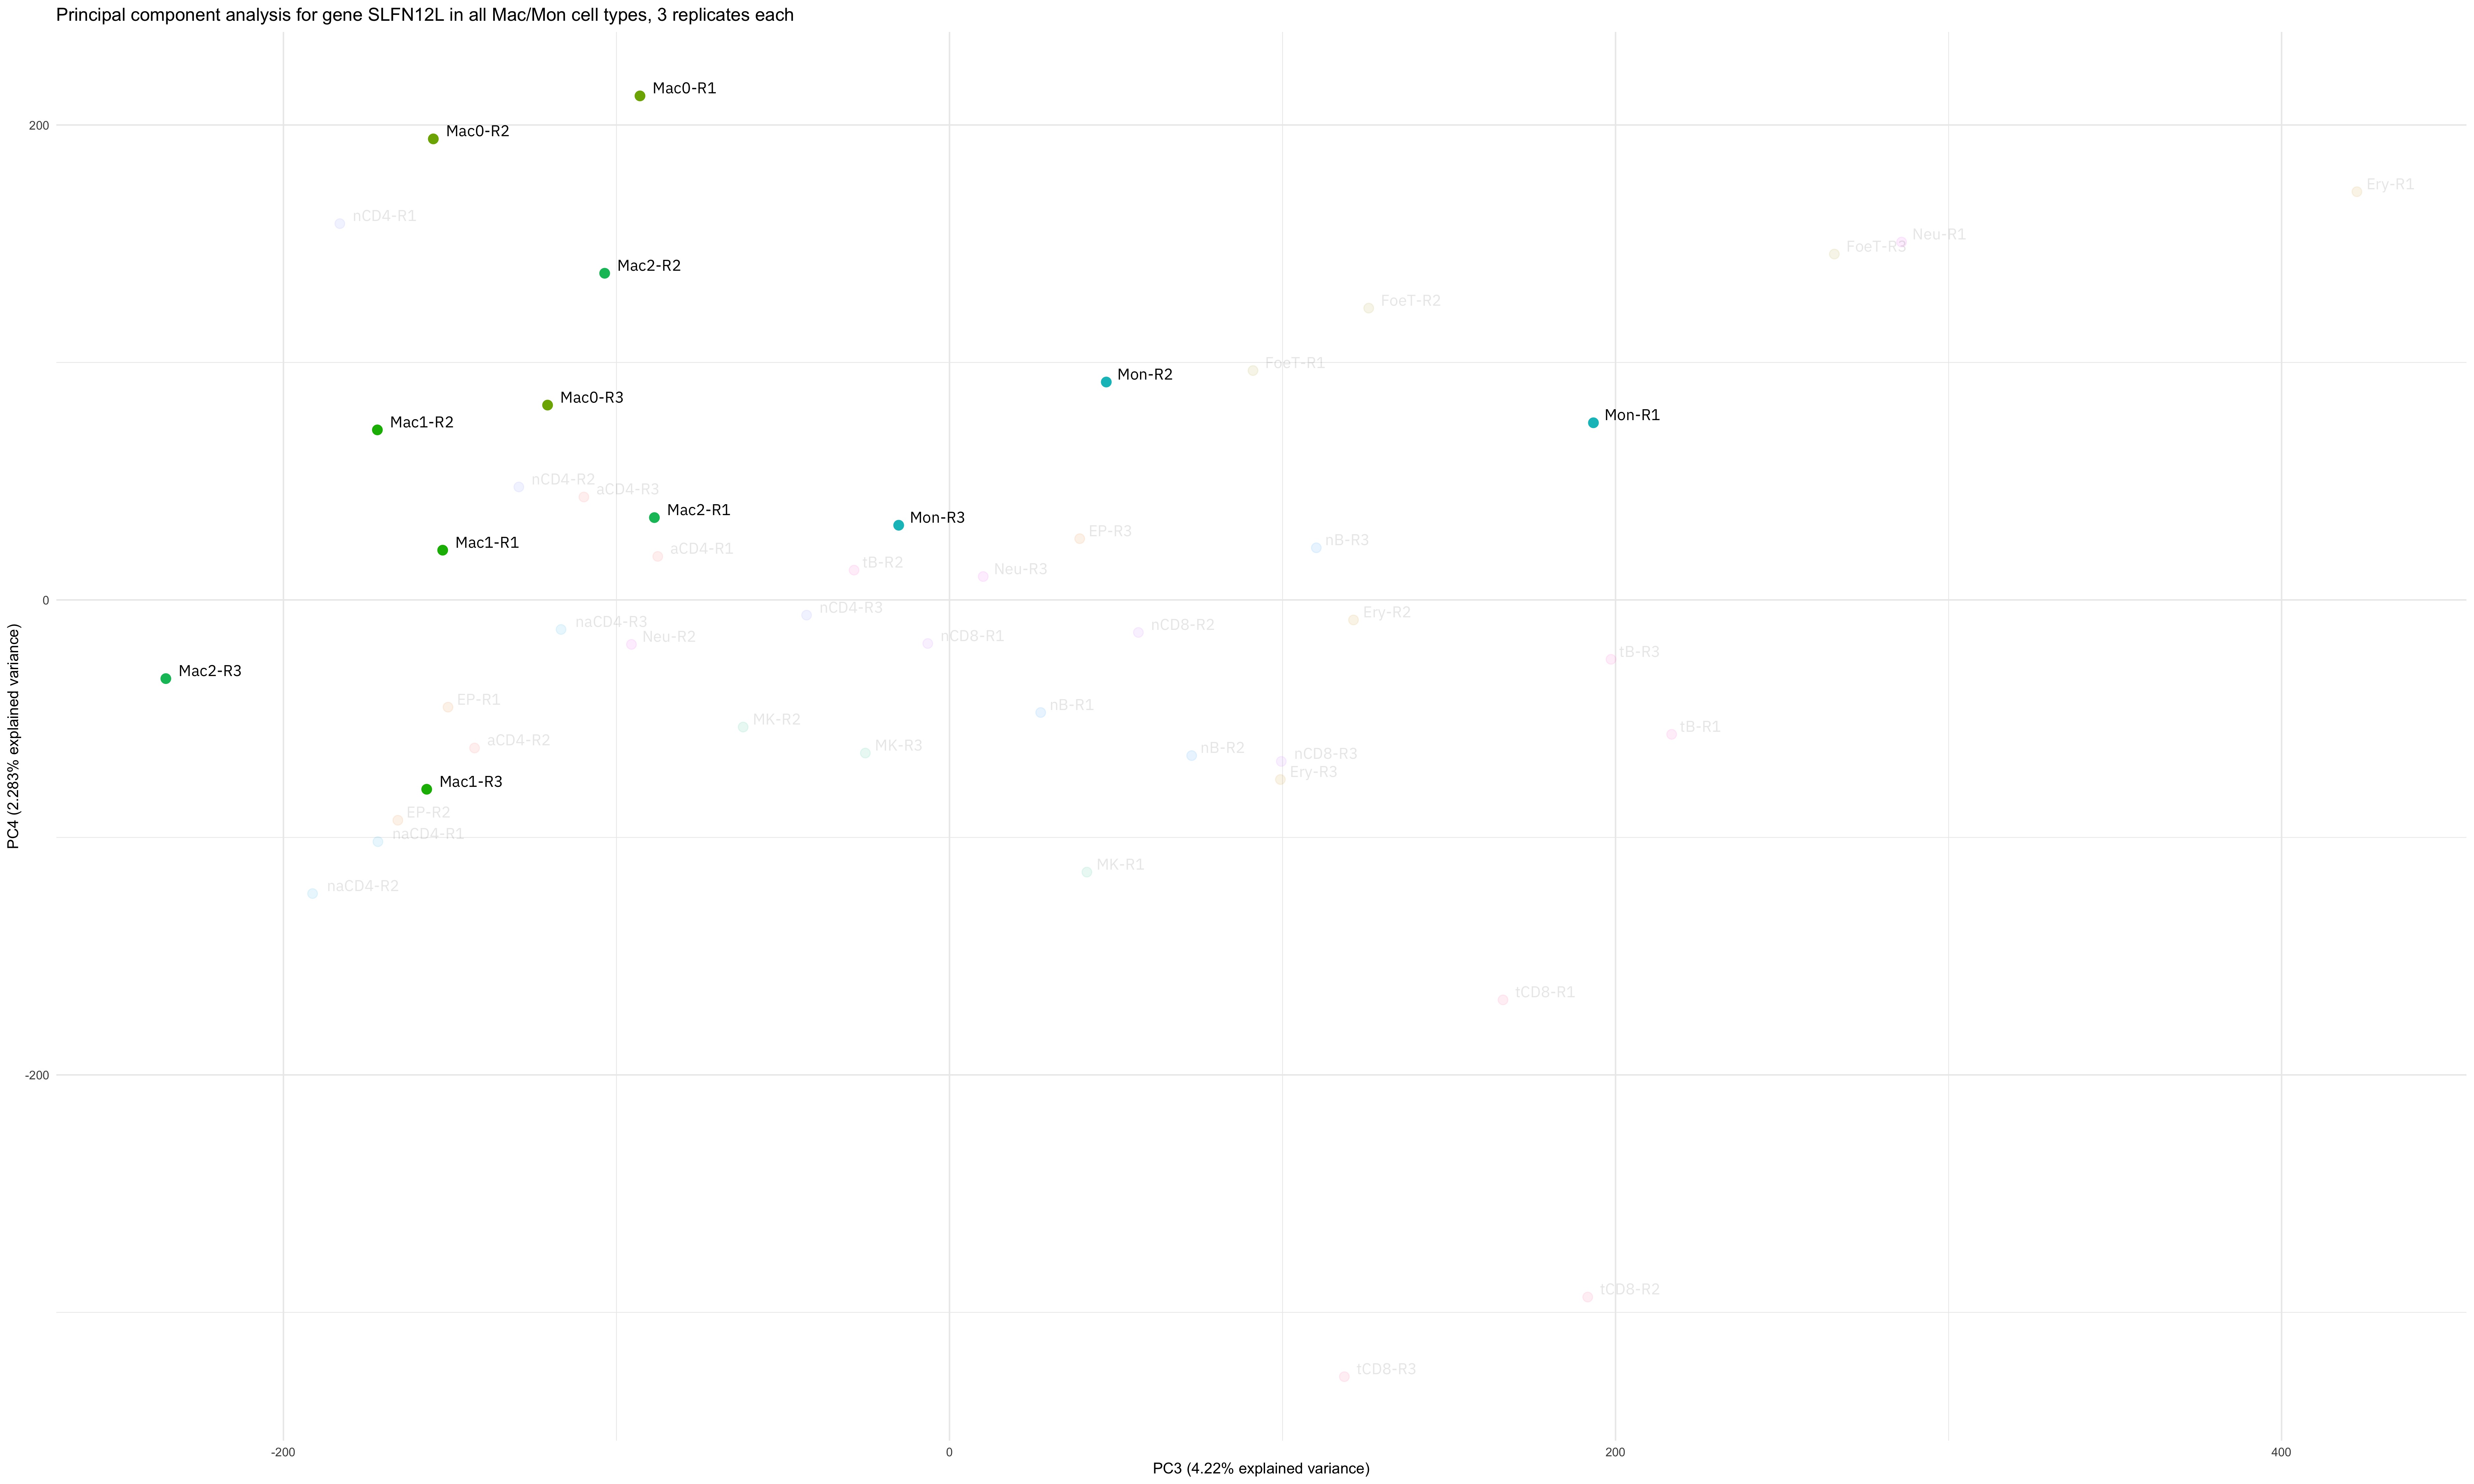 Principal component analysis for gene SLFN12L in all Mac/Mon cell types, 3 replicates each
Mac0-R1
200
Mac0-R2
Ery-R1
nCD4-R1
Neu-R1
FoeT-R3
Mac2-R2
FoeT-R2
FoeT-R1
Mon-R2
Mac0-R3
Mon-R1
Mac1-R2
nCD4-R2
aCD4-R3
Mac2-R1
Mon-R3
EP-R3
nB-R3
Mac1-R1
aCD4-R1
tB-R2
Neu-R3
0
nCD4-R3
Ery-R2
naCD4-R3
nCD8-R2
Neu-R2
nCD8-R1
tB-R3
Mac2-R3
EP-R1
nB-R1
MK-R2
tB-R1
aCD4-R2
MK-R3
nB-R2
nCD8-R3
Ery-R3
Mac1-R3
EP-R2
naCD4-R1
MK-R1
naCD4-R2
tCD8-R1
-200
tCD8-R2
tCD8-R3
PC4 (2.283% explained variance)
-200
0
200
400
PC3 (4.22% explained variance)